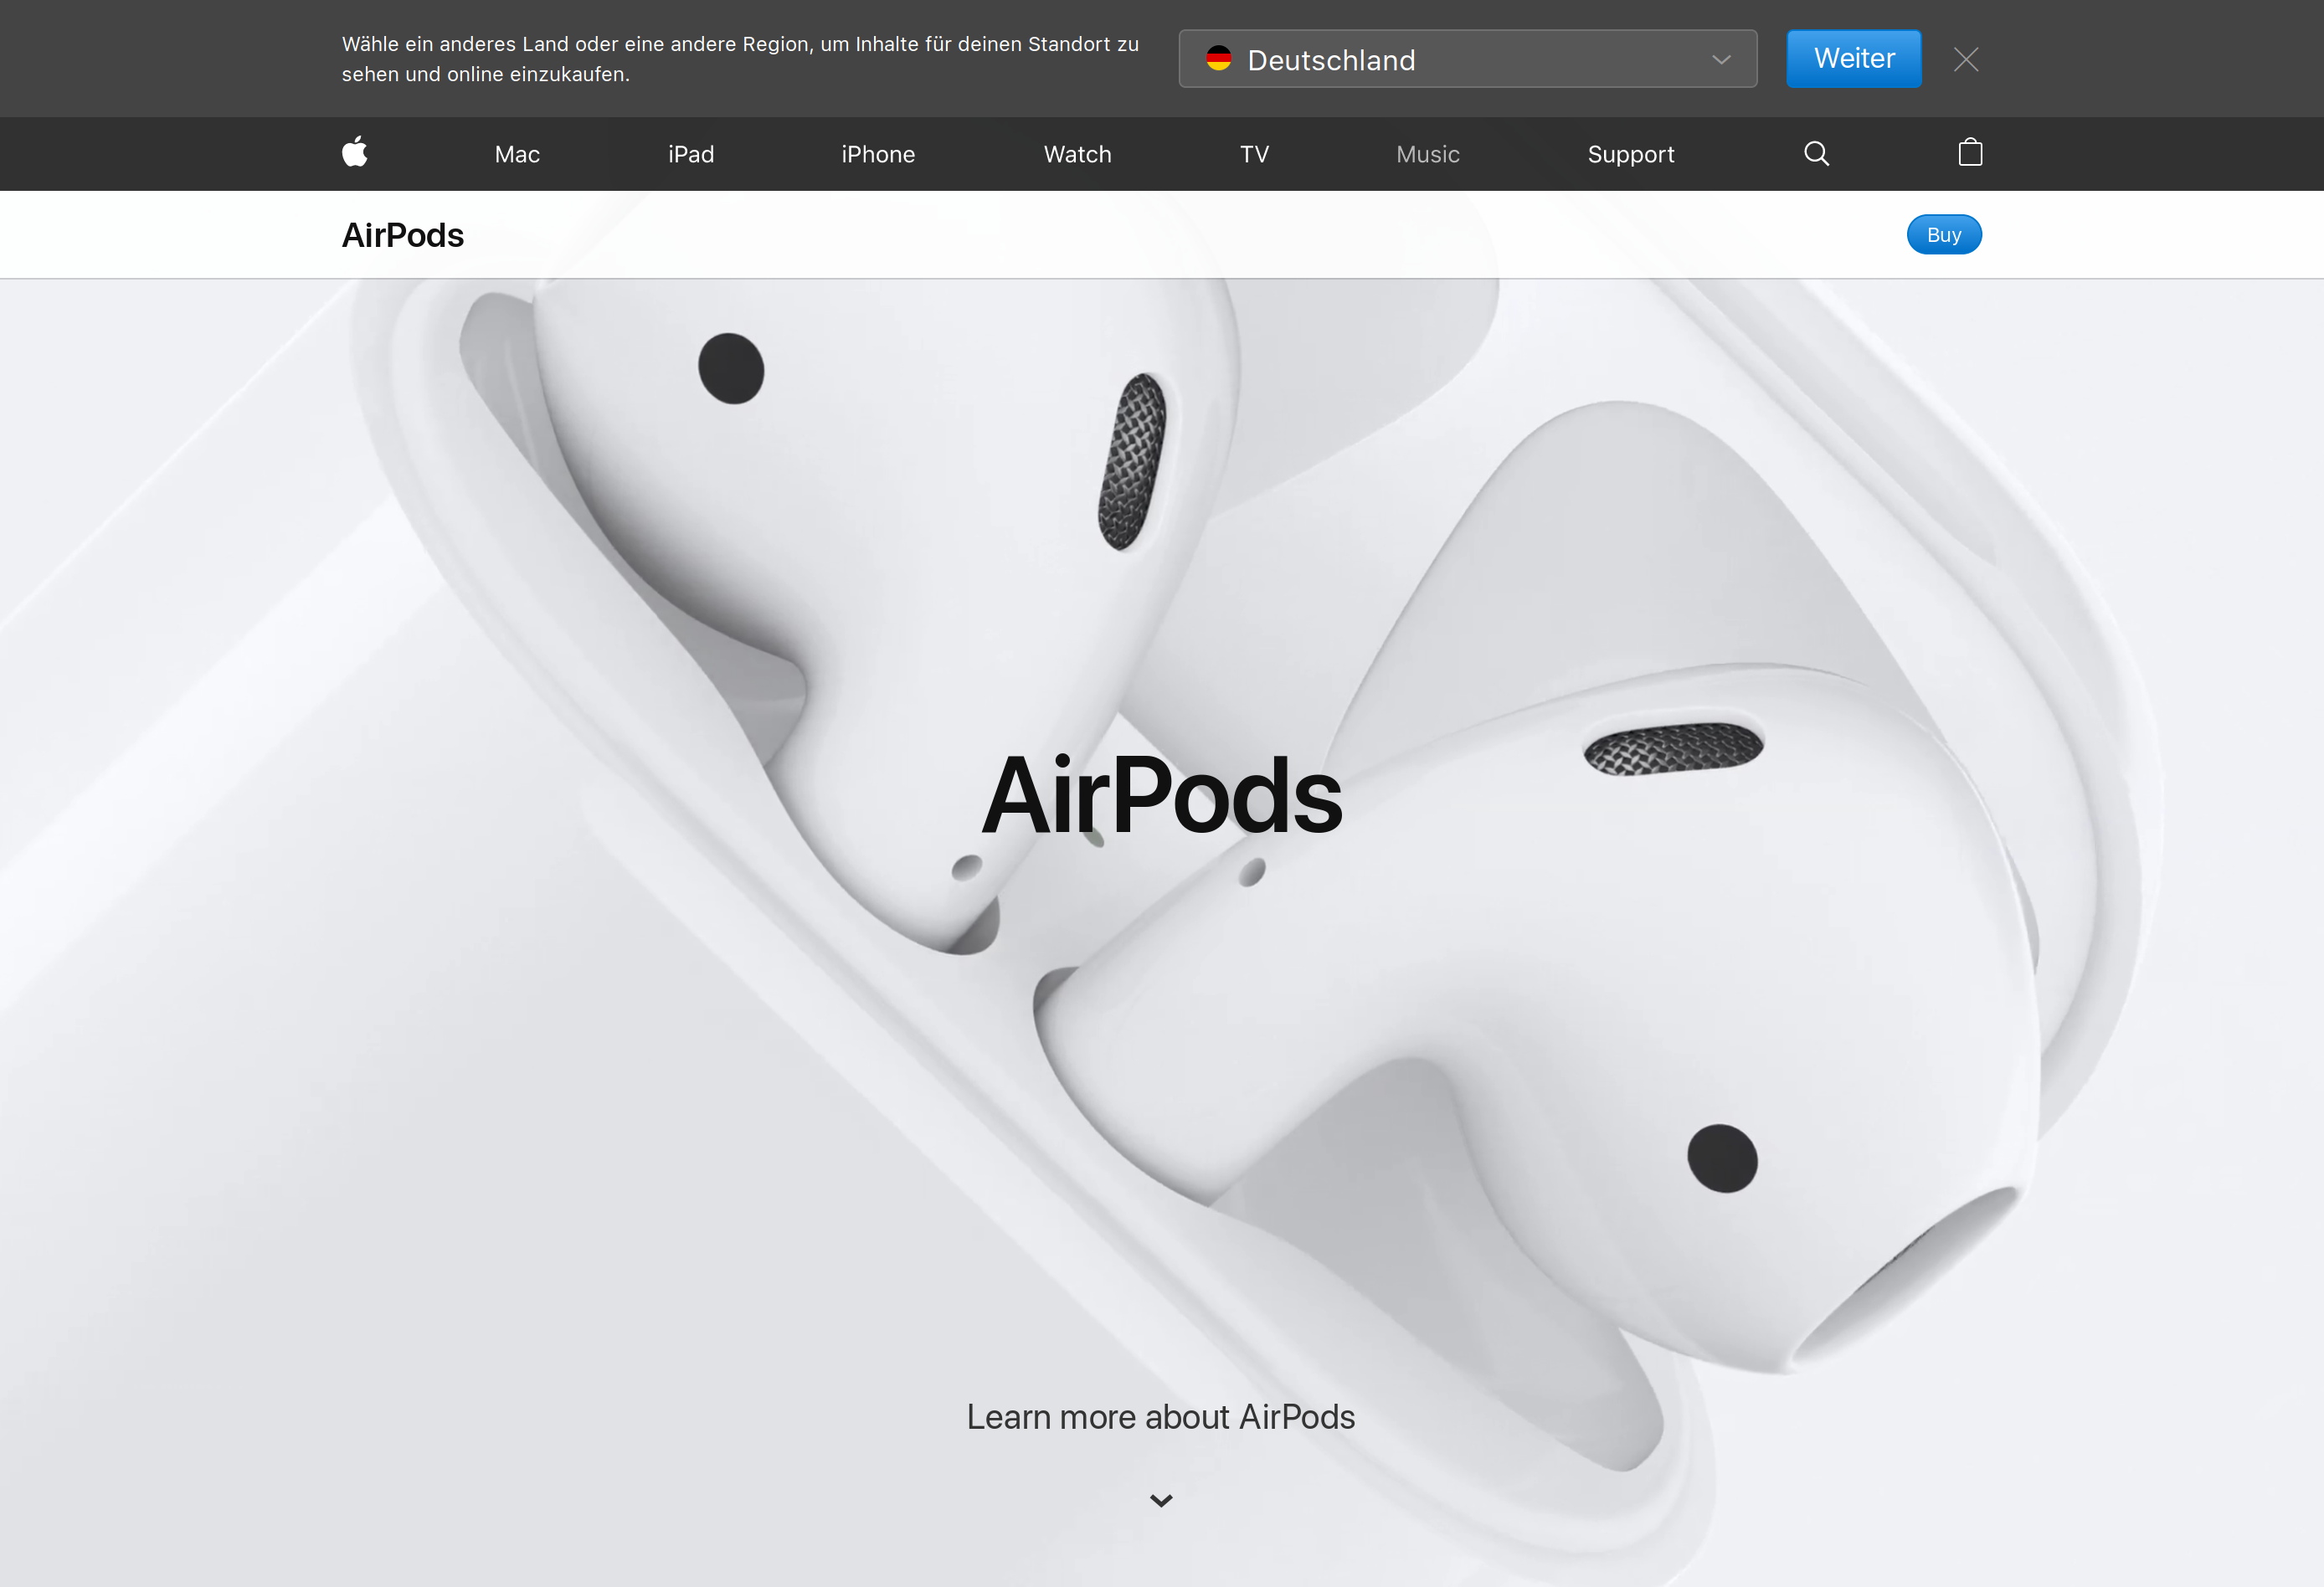 Wähle ein anderes Land oder eine andere Region, um Inhalte für deinen Standort zu
sehen und online einzukaufen.
Deutschland
Weiter
Mac
iPad
iPhone
Watch
TV
Music
Support
AirPods
Buy
AirPods
Learn more about AirPods